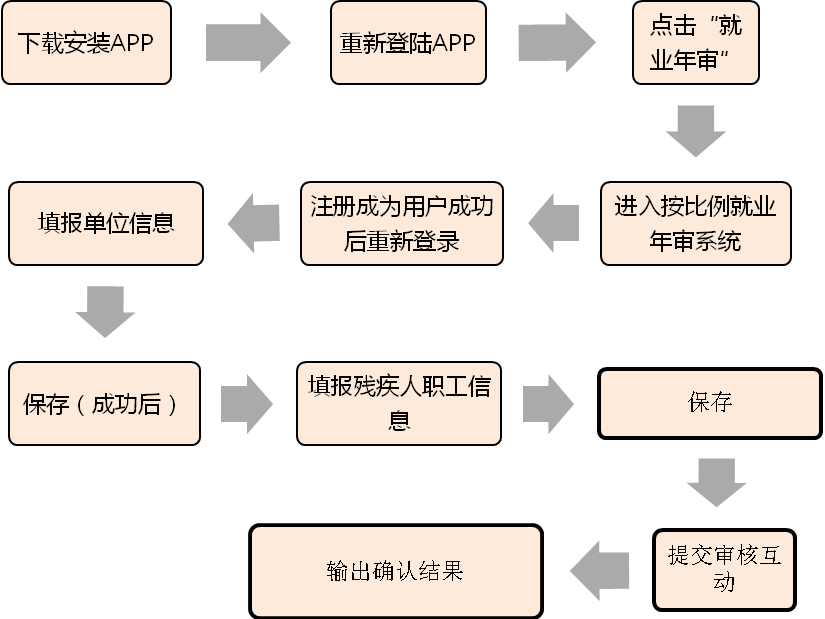 下载安装APP
重新登陆APP
点击“就
业年审”
进入按比例就业
年审系统
注册成为用户成功
后重新登录
填报单位信息
保存（成功后）
填报残疾人职工信
息
保存
提交审核互
动
输出确认结果